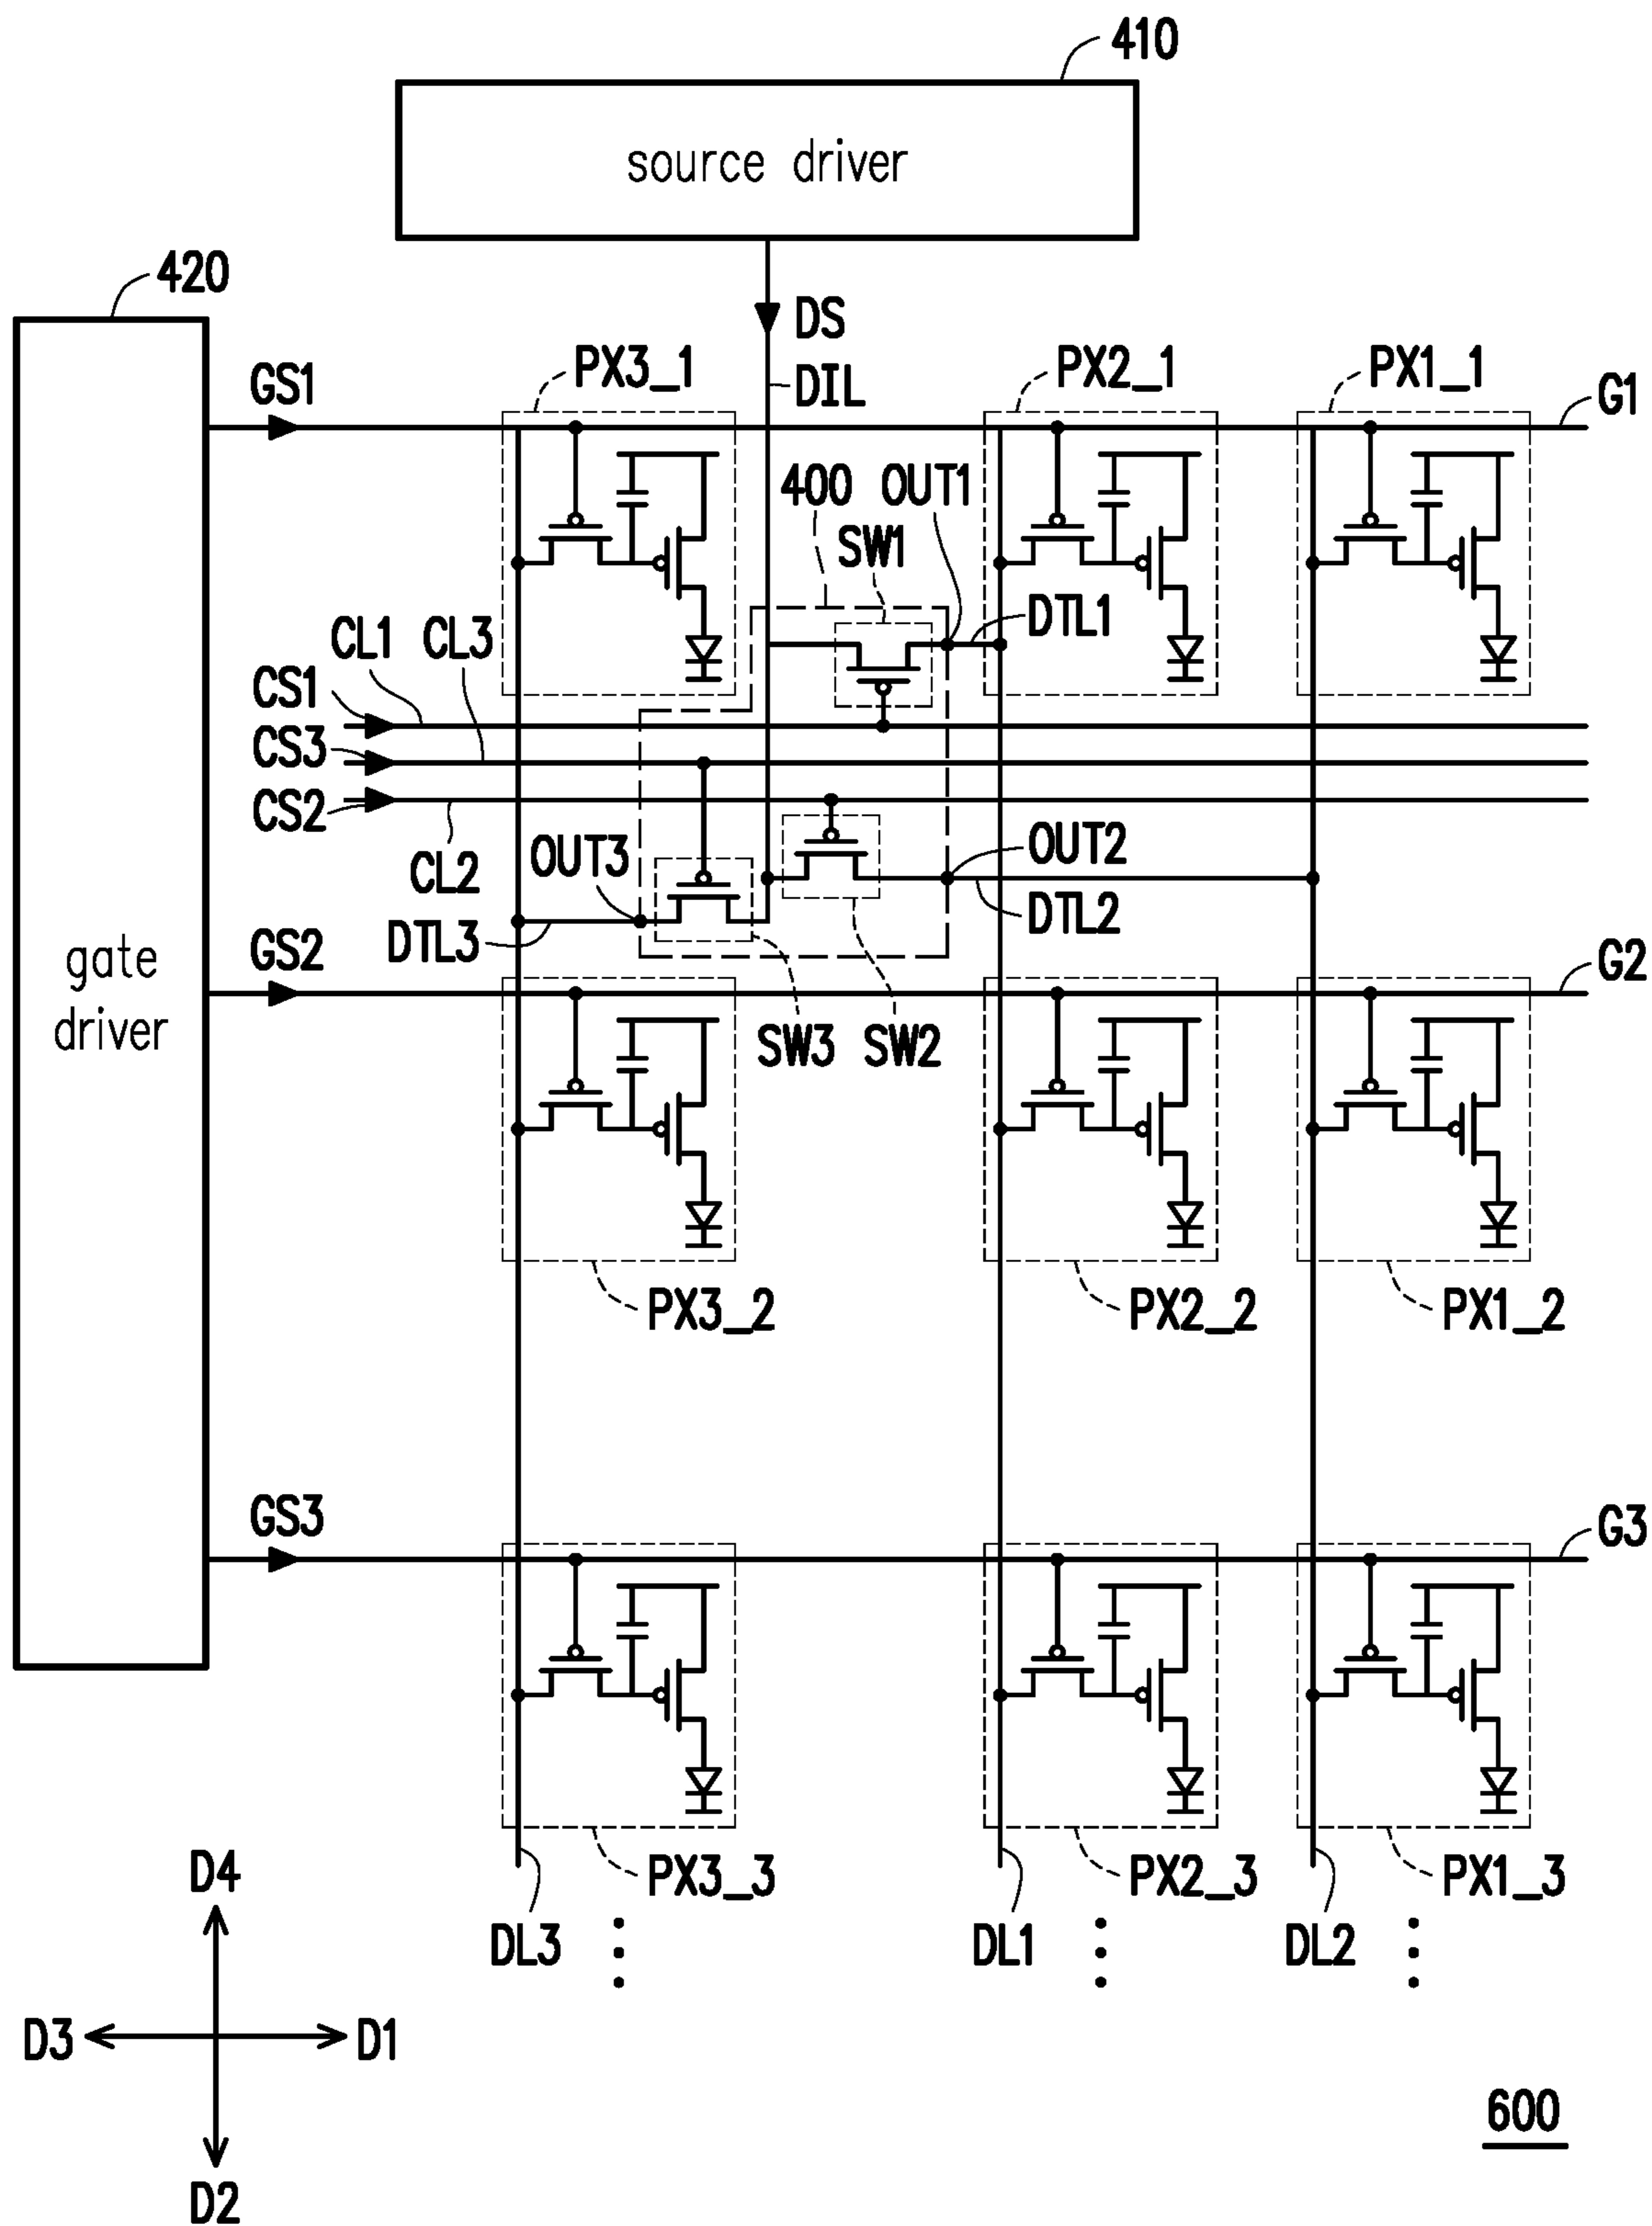 410
source driver
420
DS
DIL
GS1
PX3_1
PX2_1
PX1_1
G1
400
OUT1
SW1
DTL1
CL1
CL3
CS1
CS3
CS2
CL2
OUT3
OUT2
DTL3
DTL2
gate
driver
GS2
G2
SW3
SW2
PX3_2
PX2_2
PX1_2
GS3
G3
PX3_3
PX2_3
PX1_3
DL3
DL1
DL2
D4
D3
D1
D2
600